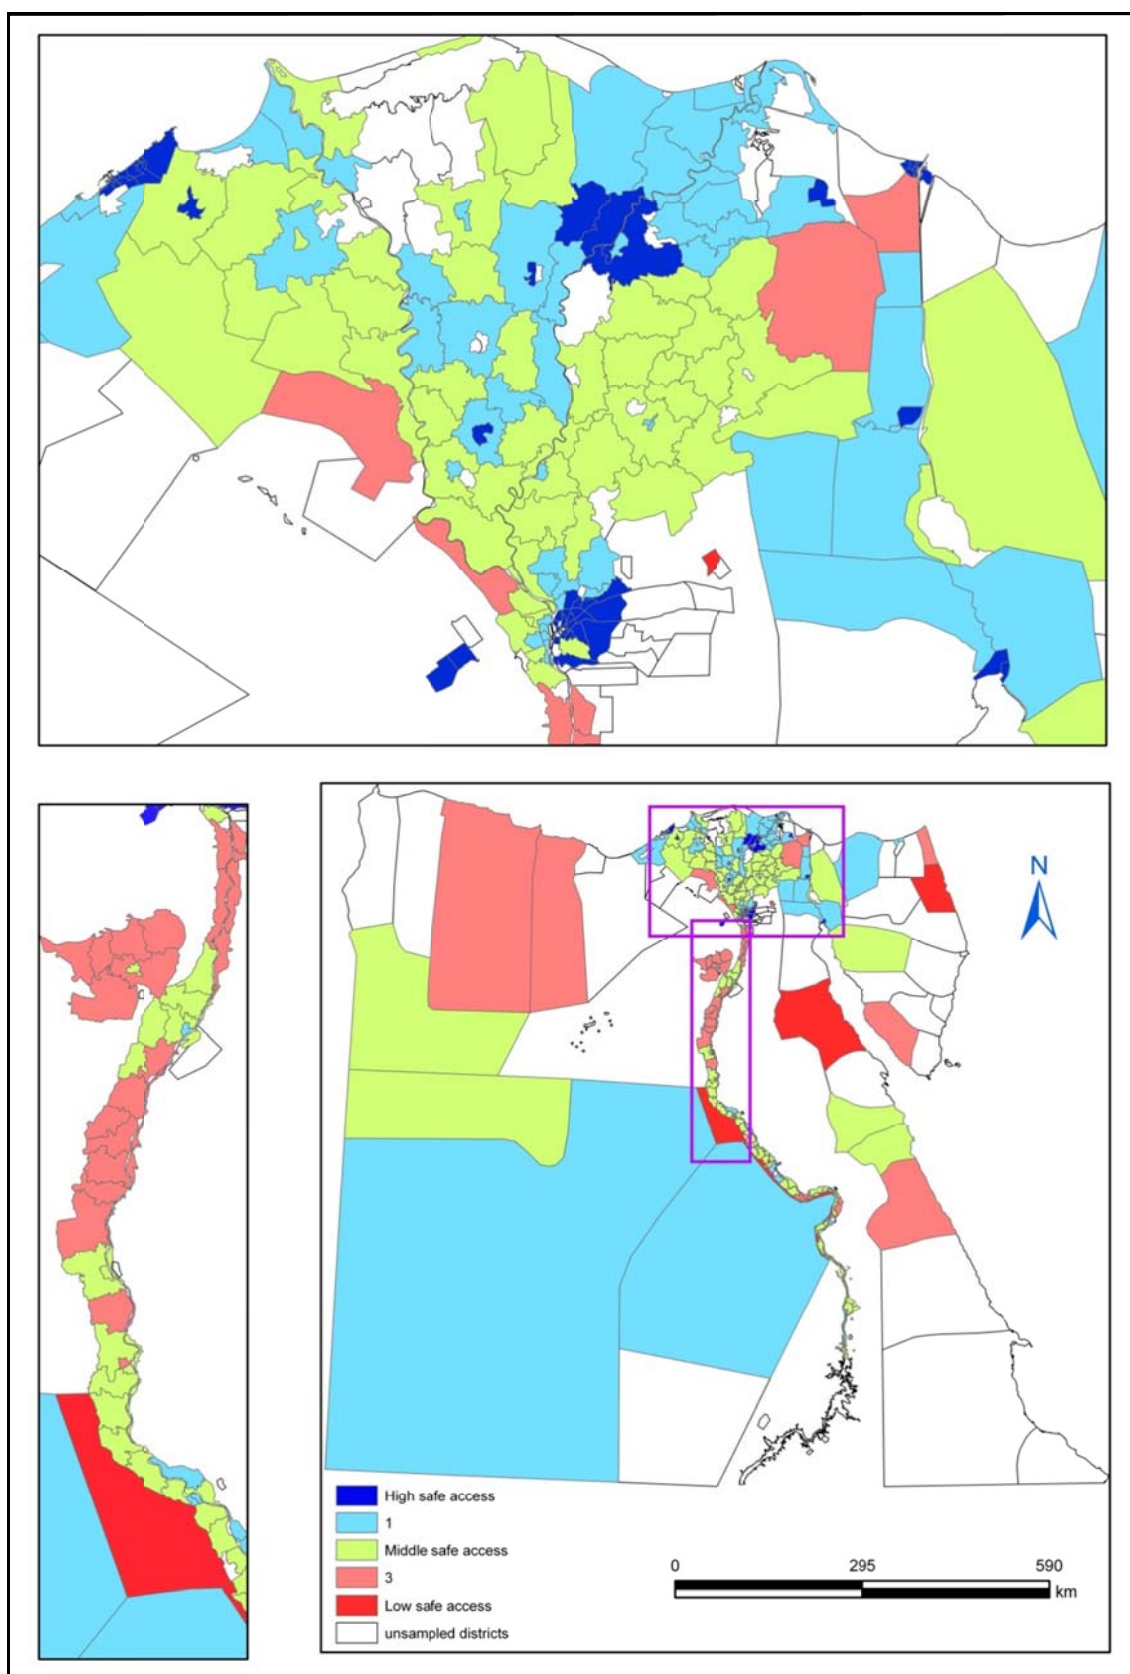 N
High safe access
1
Middle safe access
3
Low safe access
unsampled districts
0 295 590
km